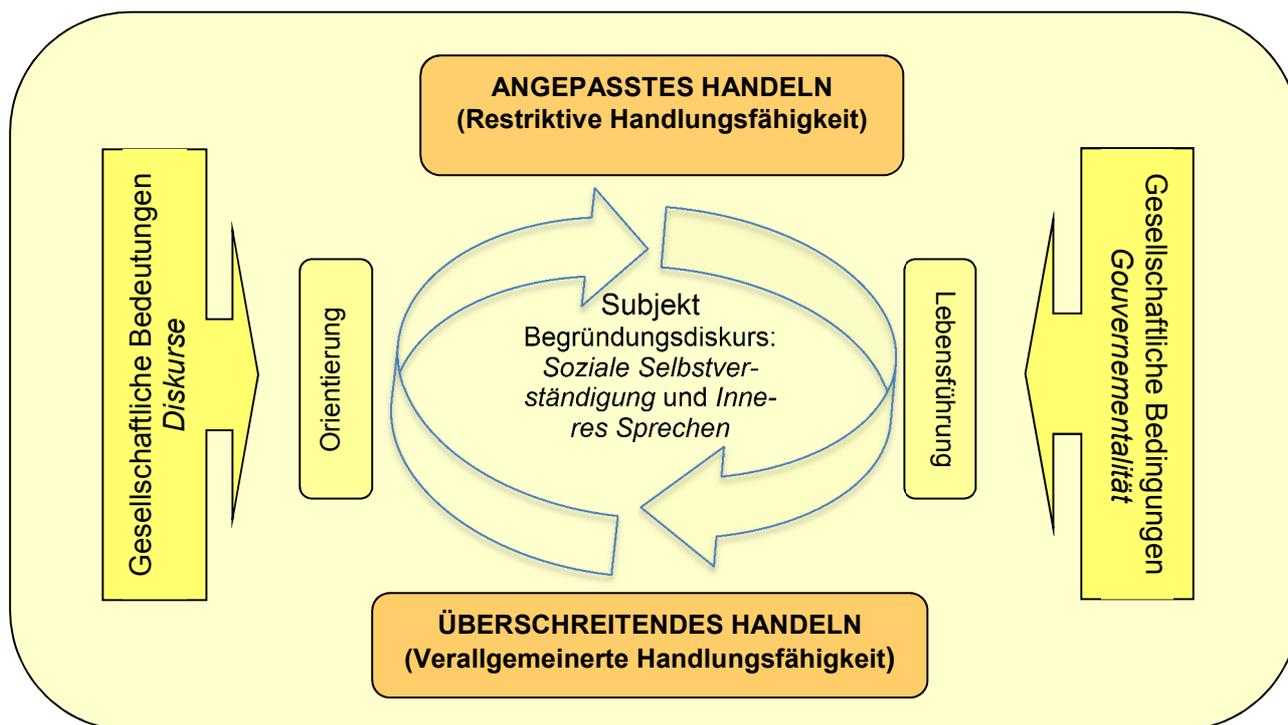 ANGEPASSTES HANDELN
(Restriktive Handlungsfähigkeit)
Gesellschaftliche Bedeutungen
Diskurse
Orientierung
Subjekt
Begründungsdiskurs:
Soziale Selbstver-
ständigung und Inne-
res Sprechen
Lebensführung
Gesellschaftliche Bedingungen
Gouvernementalität
ÜBERSCHREITENDES HANDELN
(Verallgemeinerte Handlungsfähigkeit)